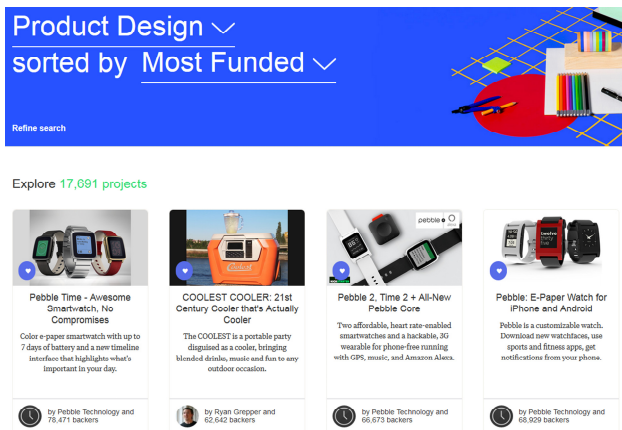 Product Design
sorted by Most Funded
Refine search
Explore 17,691 projects
pebble
Pebble Time - Awesome
Smartwatch, No
Compromises
Color e-paper smartwatch with up to
7 days of battery and a new timeline
interface that highlights what's
important in your day.
by Pebble Technology and
78,471 backers
Coolest
COOLEST COOLER: 21st
Century Cooler that's Actually
Cooler
The COOLEST is a portable party
disguised as a cooler, bringing
blended drinks, music and fun to any
outdoor occasion.
by Ryan Grepper and
62,642 backers
Pebble 2, Time 2 + All-New
Pebble Core
Two affordable, heart rate-enabled
smartwatches and a hackable, 3G
wearable for phone-free running
with GPS, music, and Amazon Alexa.
by Pebble Technology and
66,673 backers
twelve
Pebble: E-Paper Watch for
iPhone and Android
Pebble is a customizable watch.
Download new watchfaces, use
sports and fitness apps, get
notifications from your phone.
by Pebble Technology and
68,929 backers